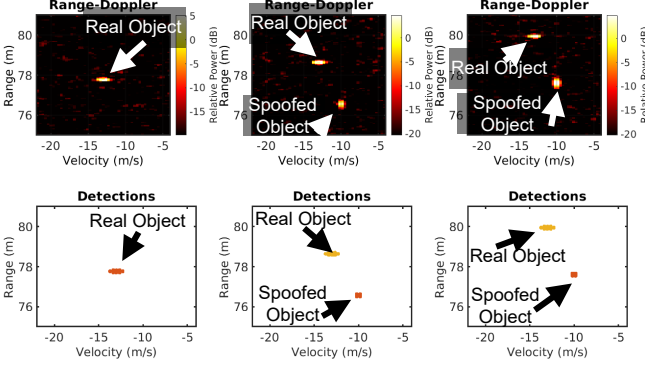 Range-Doppler Range-Doppler Range-Doppler
Real Object
Real Object
Real Object
Spoofed
Object
Spoofed
Object
80
78
76
80
78
76
80
78
76
Range (m)
Range (m)
Range (m)
5
0
-5
-10
-15
0
-5
-10
-15
-20
0
-5
-10
-15
-20
Relative Power (dB)
Relative Power (dB)
Relative Power (dB)
-20 -15 -10 -5
-20 -15 -10 -5
-20 -15 -10 -5
Velocity (m/s) Velocity (m/s) Velocity (m/s)
Detections Detections Detections
Real Object
Real Object
Real Object
Spoofed
Object
Spoofed
Object
80
78
76
80
78
76
80
78
76
Range (m)
Range (m)
Range (m)
-20 -15 -10 -5
-20 -15 -10 -5
-20 -15 -10 -5
Velocity (m/s) Velocity (m/s) Velocity (m/s)